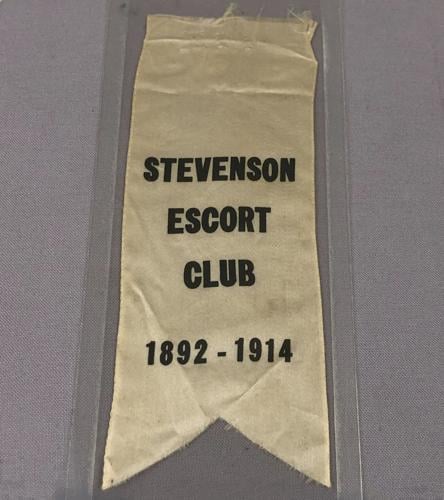 STEVENSON
ESCORT
CLUB
1892 - 1914